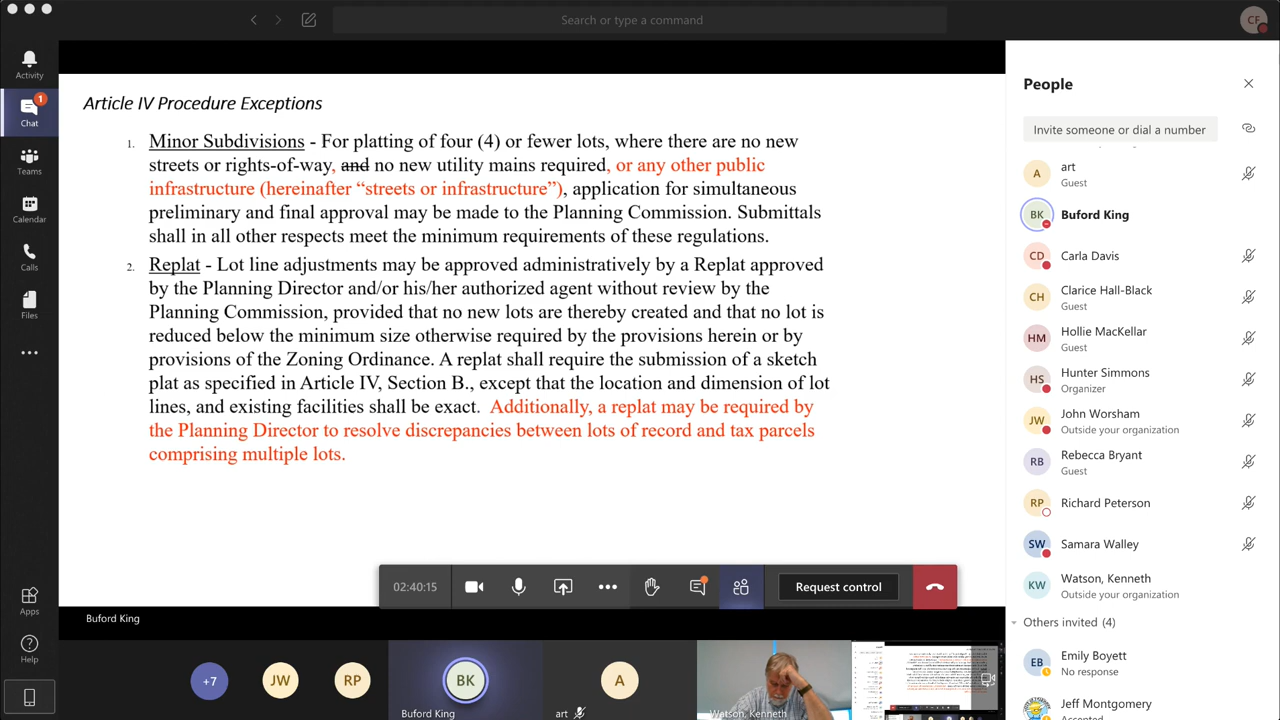 Search or type a command
CF
Activity
1
Chat
Teams
Calendar
Calls
Files
Apps
Help
Article IV Procedure Exceptions
1. Minor Subdivisions - For platting of four (4) or fewer lots, where there are no new
streets or rights-of-way, and no new utility mains required, or any other public
infrastructure (hereinafter “streets or infrastructure”), application for simultaneous
preliminary and final approval may be made to the Planning Commission. Submittals
shall in all other respects meet the minimum requirements of these regulations.
2. Replat - Lot line adjustments may be approved administratively by a Replat approved
by the Planning Director and/or his/her authorized agent without review by the
Planning Commission, provided that no new lots are thereby created and that no lot is
reduced below the minimum size otherwise required by the provisions herein or by
provisions of the Zoning Ordinance. A replat shall require the submission of a sketch
plat as specified in Article IV, Section B., except that the location and dimension of lot
lines, and existing facilities shall be exact. Additionally, a replat may be required by
the Planning Director to resolve discrepancies between lots of record and tax parcels
comprising multiple lots.
02:40:15
Request control
Buford King
RP
BK
Buford King
A
art
Watson, Kenneth
People
Invite someone or dial a number
A
art
Guest
BK
Buford King
CD
Carla Davis
CH
Clarice Hall-Black
Guest
HM
Hollie MacKellar
Guest
HS
Hunter Simmons
Organizer
JW
John Worsham
Outside your organization
RB
Rebecca Bryant
Guest
RP
Richard Peterson
SW
Samara Walley
KW
Watson, Kenneth
Outside your organization
Others invited (4)
EB
Emily Boyett
No response
Jeff Montgomery
Accepted